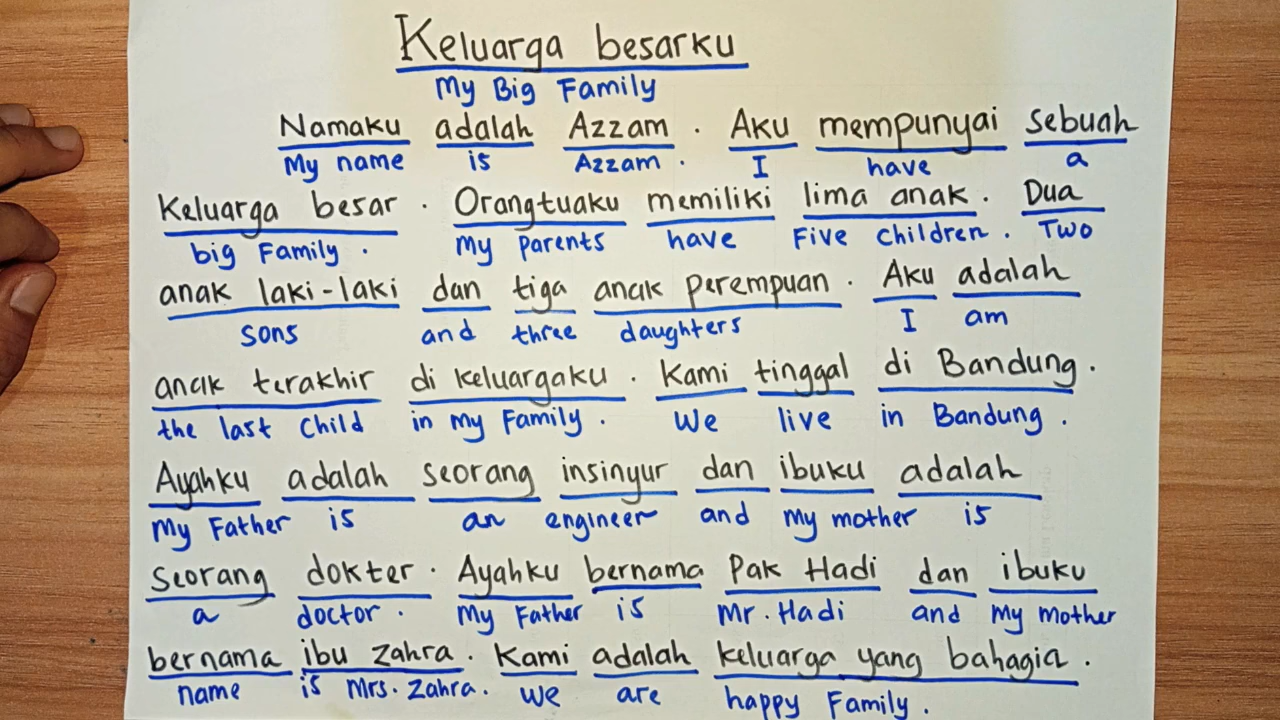 Keluarga besarku
My Big Family
Namaku adalah Azzam. Aku mempunyai sebuah
My name is Azzam. I have a
Keluarga besar. Orangtuaku memiliki lima anak. Dua
big Family. My parents have Five Children. Two
anak laki-laki dan tiga anak perempuan. Aku adalah
sons and three daughters I am
anak terakhir di keluargaku. Kami tinggal di Bandung.
the last Child in my Family. We live in Bandung.
Ayahku adalah seorang insinyur dan ibuku adalah
My Father is an engineer and my mother is
Seorang dokter. Ayahku bernama Pak Hadi dan ibuku
a doctor. My Father is Mr. Hadi and my mother
bernama ibu Zahra. Kami adalah keluarga yang bahagia.
name is Mrs. Zahra. We are happy Family.